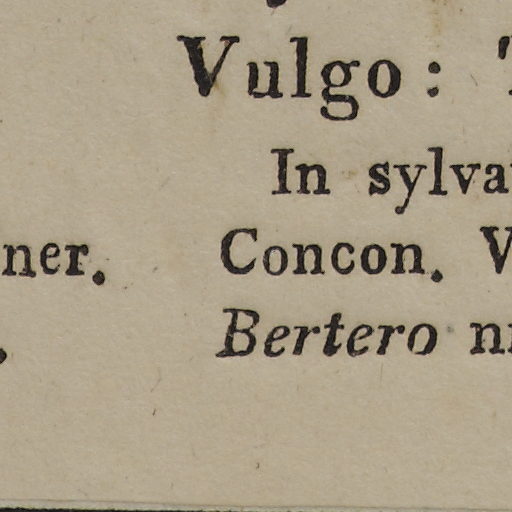 Vulgo:
In sylva
ner. Concon. V
Bertero